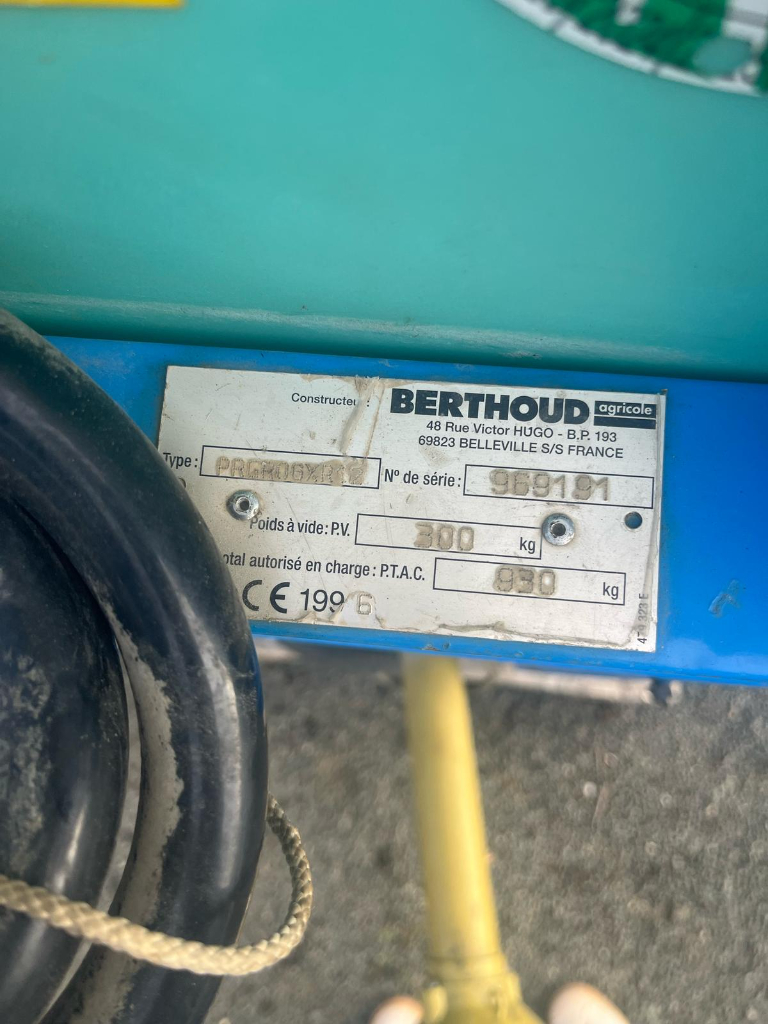 Constructeur :
BERTHOUD agricole
48 Rue Victor HUGO - B.P. 193
69823 BELLEVILLE S/S FRANCE
Type :
N° de série : 969191
Poids à vide : P.V. 300 kg
otal autorisé en charge : P.T.A.C. 930 kg
CE 1996